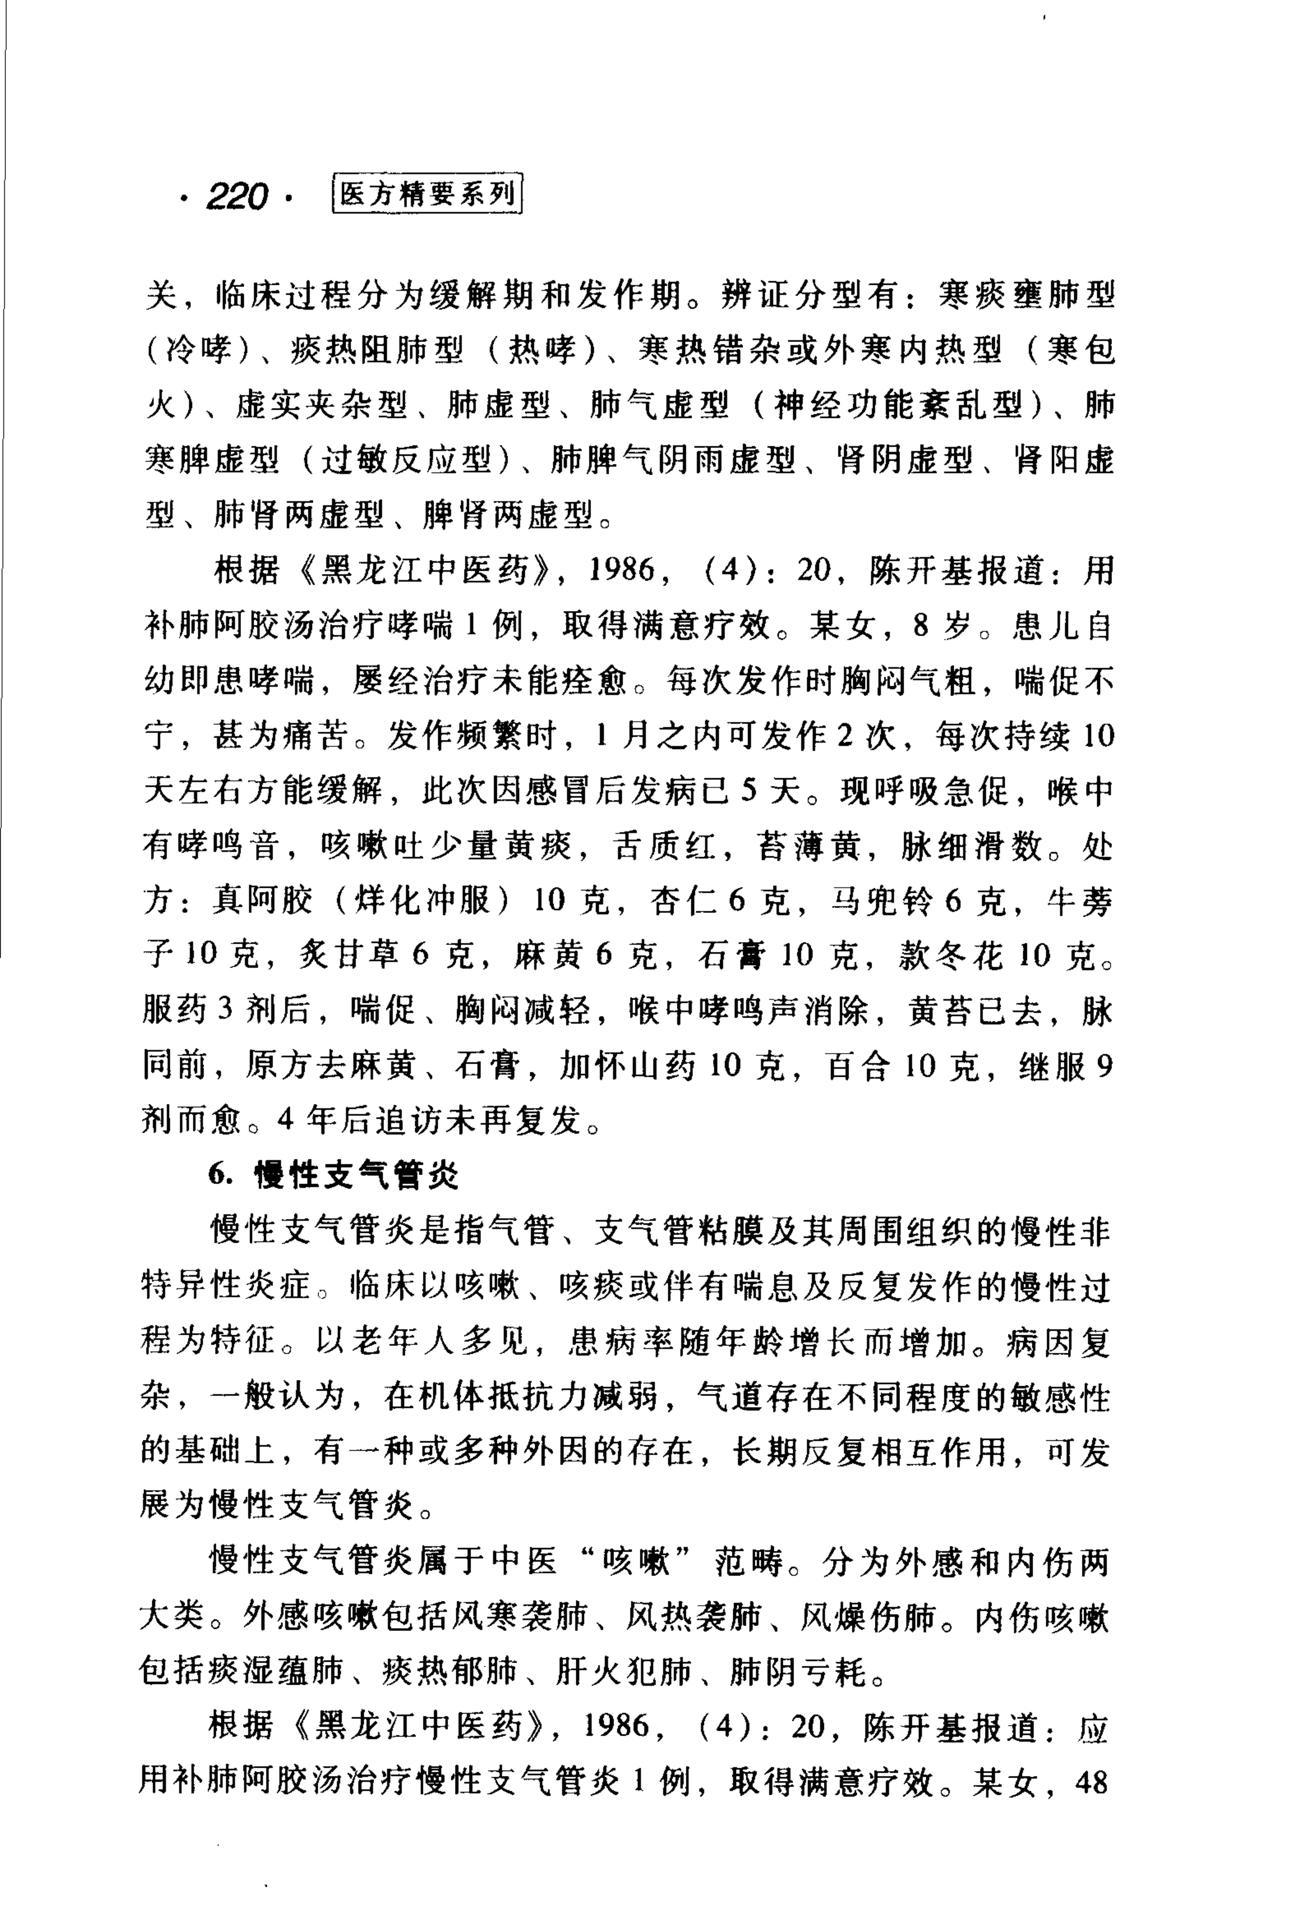 ·220· 医方精要系列
关，临床过程分为缓解期和发作期。辨证分型有：寒痰壅肺型
（冷哮）、痰热阻肺型（热哮）、寒热错杂或外寒内热型（寒包
火）、虚实夹杂型、肺虚型、肺气虚型（神经功能紊乱型）、肺
寒脾虚型（过敏反应型）、肺脾气阴雨虚型、肾阴虚型、肾阳虚
型、肺肾两虚型、脾肾两虚型。
根据《黑龙江中医药》，1986，（4）：20，陈开基报道：用
补肺阿胶汤治疗哮喘1例，取得满意疗效。某女，8岁。患儿自
幼即患哮喘，屡经治疗未能痊愈。每次发作时胸闷气粗，喘促不
宁，甚为痛苦。发作频繁时，1月之内可发作2次，每次持续10
天左右方能缓解，此次因感冒后发病已5天。现呼吸急促，喉中
有哮鸣音，咳嗽吐少量黄痰，舌质红，苔薄黄，脉细滑数。处
方：真阿胶（烊化冲服）10克，杏仁6克，马兜铃6克，牛蒡
子10克，炙甘草6克，麻黄6克，石膏10克，款冬花10克。
服药3剂后，喘促、胸闷减轻，喉中哮鸣声消除，黄苔已去，脉
同前，原方去麻黄、石膏，加怀山药10克，百合10克，继服9
剂而愈。4年后追访未再复发。
6. 慢性支气管炎
慢性支气管炎是指气管、支气管粘膜及其周围组织的慢性非
特异性炎症。临床以咳嗽、咳痰或伴有喘息及反复发作的慢性过
程为特征。以老年人多见，患病率随年龄增长而增加。病因复
杂，一般认为，在机体抵抗力减弱，气道存在不同程度的敏感性
的基础上，有一种或多种外因的存在，长期反复相互作用，可发
展为慢性支气管炎。
慢性支气管炎属于中医“咳嗽”范畴。分为外感和内伤两
大类。外感咳嗽包括风寒袭肺、风热袭肺、风燥伤肺。内伤咳嗽
包括痰湿蕴肺、痰热郁肺、肝火犯肺、肺阴亏耗。
根据《黑龙江中医药》，1986，（4）：20，陈开基报道：应
用补肺阿胶汤治疗慢性支气管炎1例，取得满意疗效。某女，48